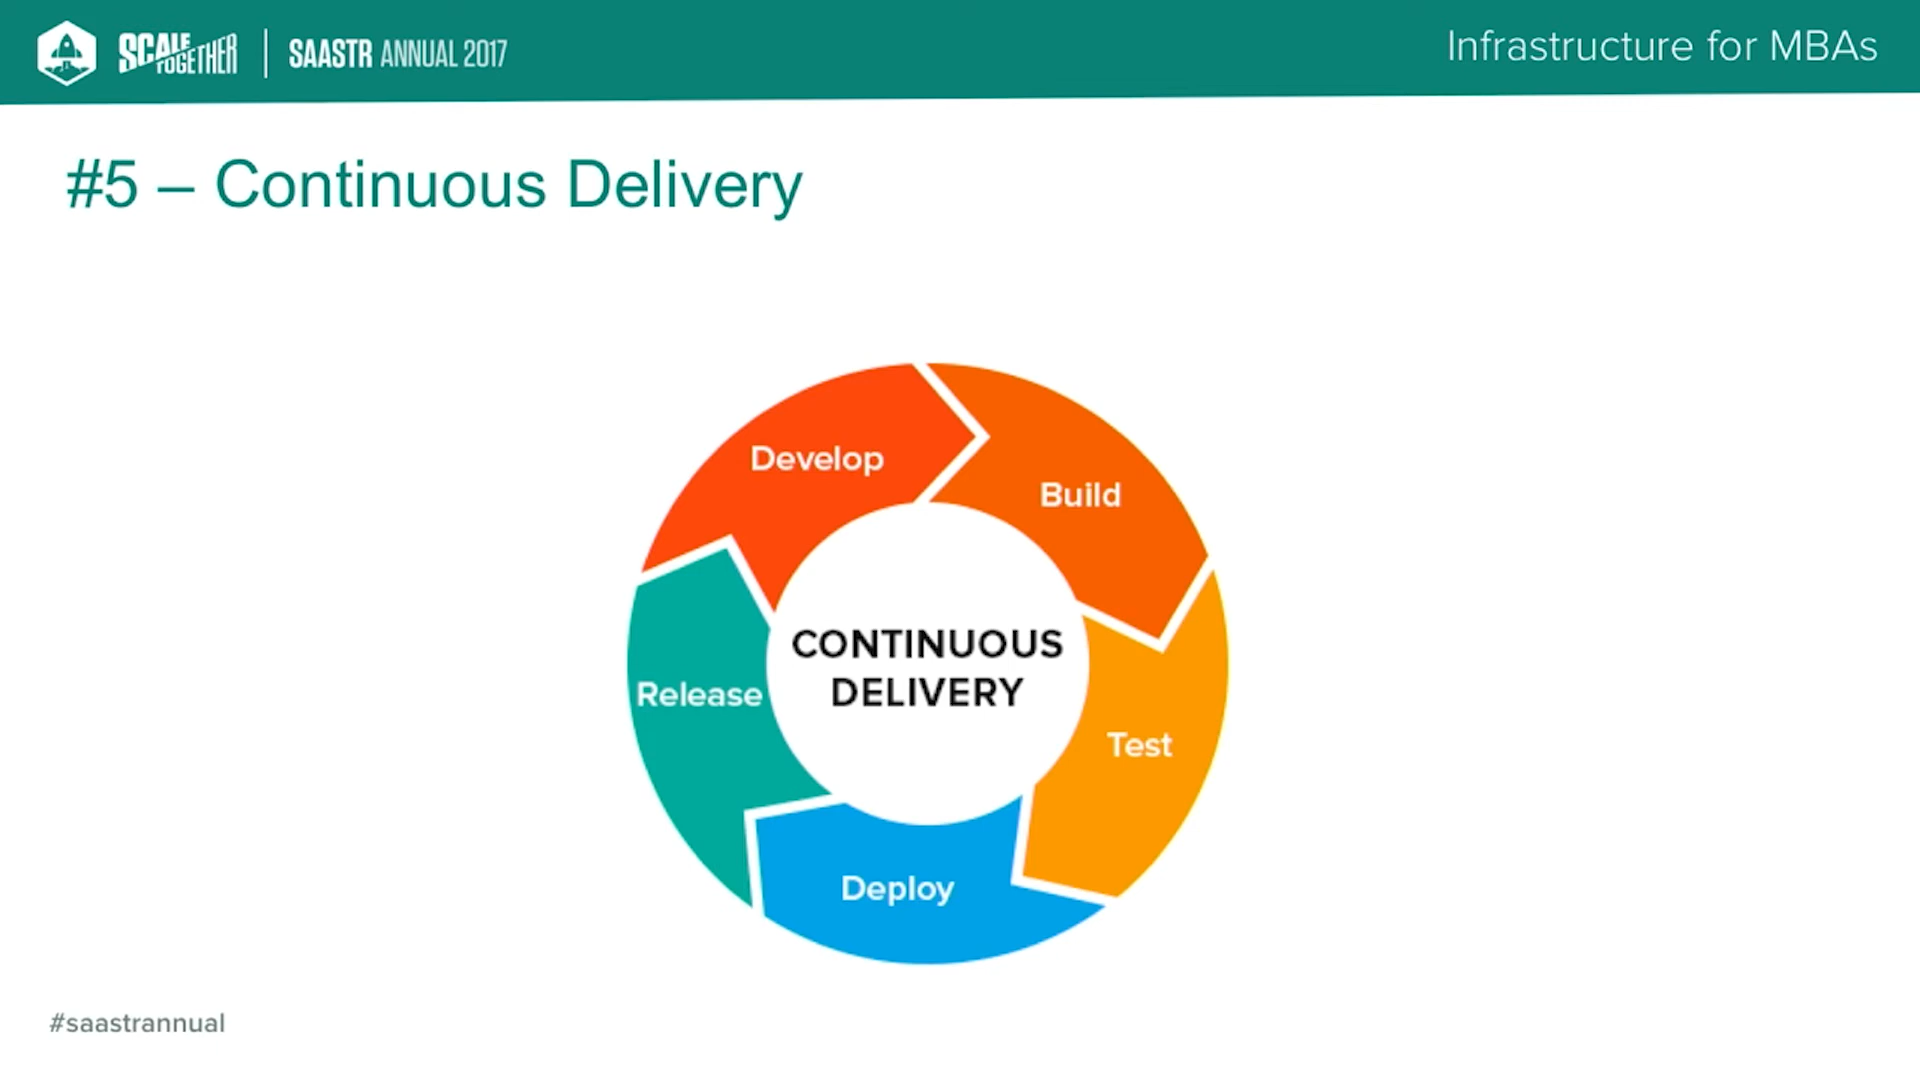 SCALE
TOGETHER
SAASTR ANNUAL 2017
Infrastructure for MBAs
#5 – Continuous Delivery
Develop
Build
CONTINUOUS
DELIVERY
Release
Test
Deploy
#saastrannual